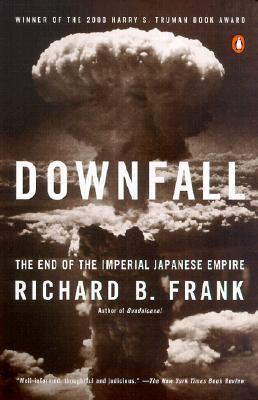 WINNER OF THE 2000 HARRY S. TRUMAN BOOK AWARD
DOWNFALL
THE END OF THE IMPERIAL JAPANESE EMPIRE
RICHARD B. FRANK
Author of Guadalcanal
"Well-informed, thoughtful and judicious." —The New York Times Book Review